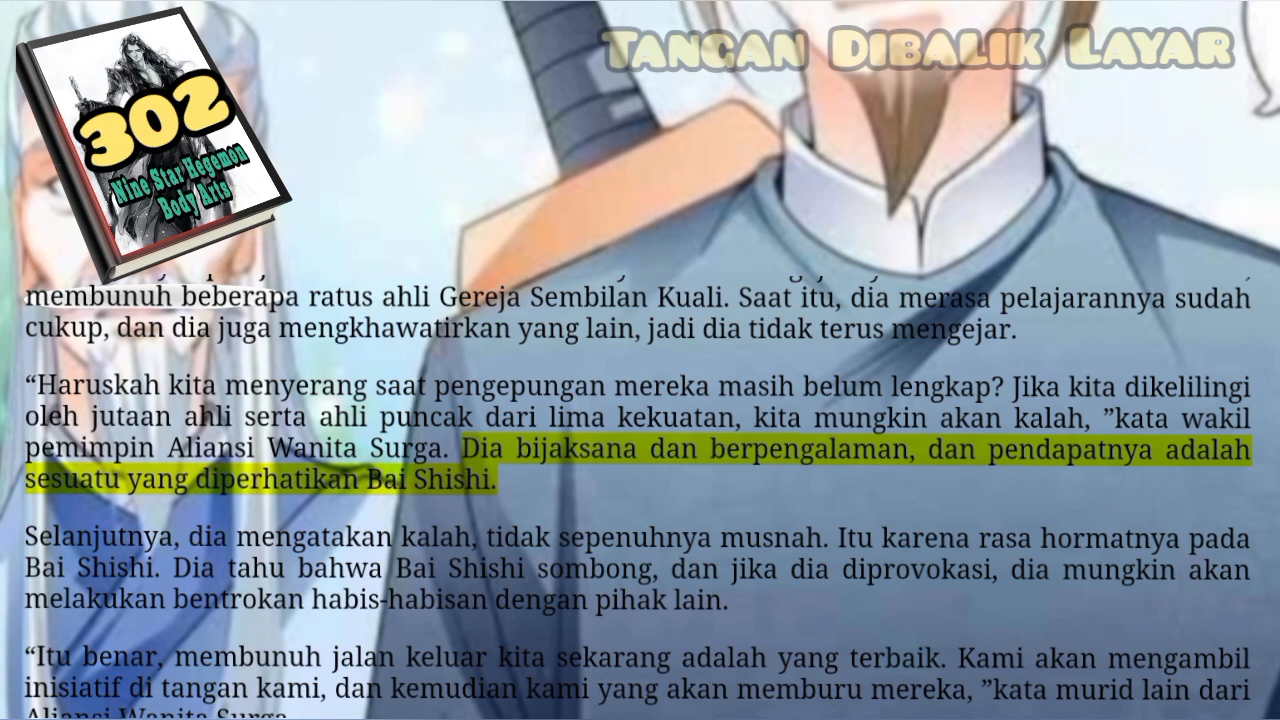 TANGAN DIBALIK LAYAR
302
Nine Star Hegemon
Body Arts
membunuh beberapa ratus ahli Gereja Sembilan Kuali. Saat itu, dia merasa pelajarannya sudah
cukup, dan dia juga mengkhawatirkan yang lain, jadi dia tidak terus mengejar.
“Haruskah kita menyerang saat pengepungan mereka masih belum lengkap? Jika kita dikelilingi
oleh jutaan ahli serta ahli puncak dari lima kekuatan, kita mungkin akan kalah, ”kata wakil
pemimpin Aliansi Wanita Surga. Dia bijaksana dan berpengalaman, dan pendapatnya adalah
sesuatu yang diperhatikan Bai Shishi.
Selanjutnya, dia mengatakan kalah, tidak sepenuhnya musnah. Itu karena rasa hormatnya pada
Bai Shishi. Dia tahu bahwa Bai Shishi sombong, dan jika dia diprovokasi, dia mungkin akan
melakukan bentrokan habis-habisan dengan pihak lain.
“Itu benar, membunuh jalan keluar kita sekarang adalah yang terbaik. Kami akan mengambil
inisiatif di tangan kami, dan kemudian kami yang akan memburu mereka, ”kata murid lain dari
Aliansi Wanita Surga.